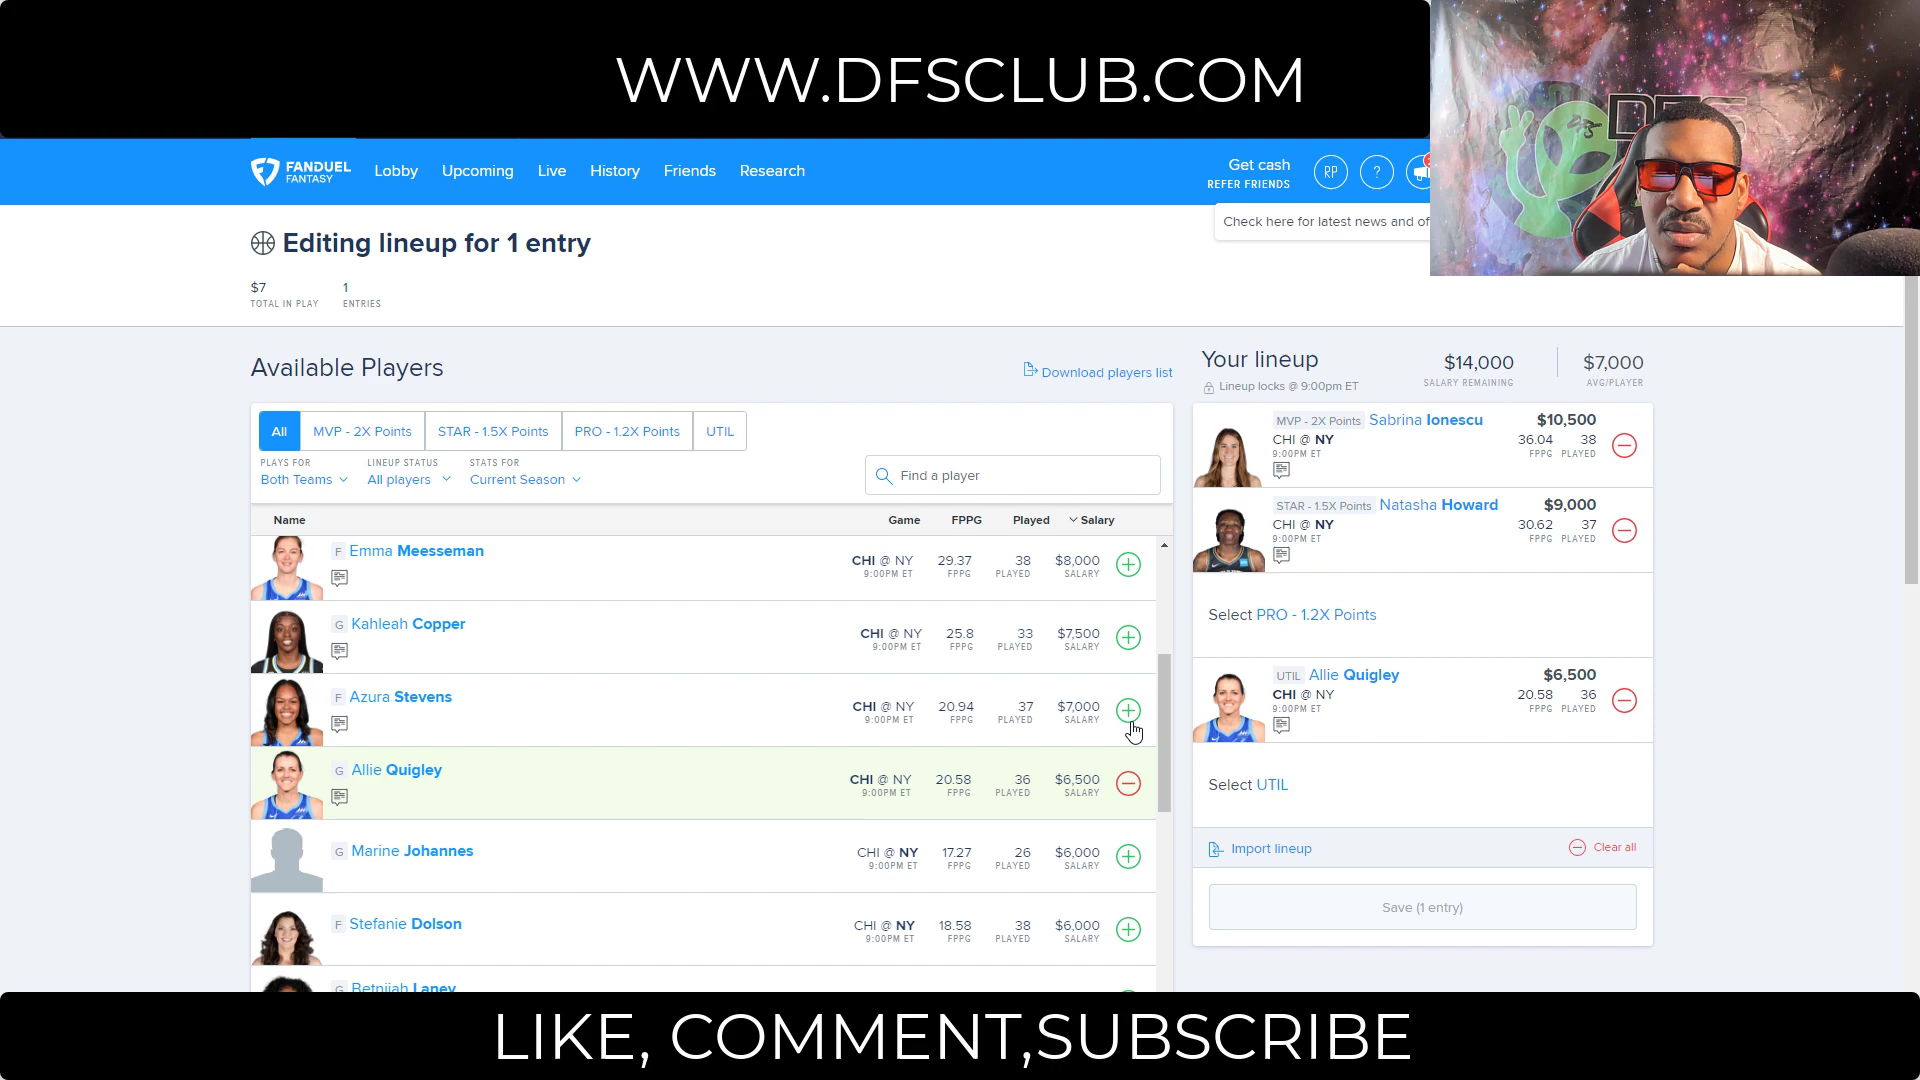 WWW.DFSCLUB.COM
FANDUEL
FANTASY
Lobby
Upcoming
Live
History
Friends
Research
Get cash
REFER FRIENDS
RP
?
Check here for latest news and of
Editing lineup for 1 entry
$7
TOTAL IN PLAY
1
ENTRIES
Available Players
Download players list
All
MVP - 2X Points
STAR - 1.5X Points
PRO - 1.2X Points
UTIL
PLAYS FOR
Both Teams
LINEUP STATUS
All players
STATS FOR
Current Season
Find a player
Name Game FPPG Played Salary
F Emma Meesseman
CHI @ NY 29.37 38 $8,000
9:00PM ET FPPG PLAYED SALARY
G Kahleah Copper
CHI @ NY 25.8 33 $7,500
9:00PM ET FPPG PLAYED SALARY
F Azura Stevens
CHI @ NY 20.94 37 $7,000
9:00PM ET FPPG PLAYED SALARY
G Allie Quigley
CHI @ NY 20.58 36 $6,500
9:00PM ET FPPG PLAYED SALARY
G Marine Johannes
CHI @ NY 17.27 26 $6,000
9:00PM ET FPPG PLAYED SALARY
F Stefanie Dolson
CHI @ NY 18.58 38 $6,000
9:00PM ET FPPG PLAYED SALARY
G Betnijah Laney
Your lineup
Lineup locks @ 9:00pm ET
$14,000
SALARY REMAINING
$7,000
AVG/PLAYER
MVP - 2X Points Sabrina Ionescu $10,500
CHI @ NY 36.04 38
9:00PM ET FPPG PLAYED
STAR - 1.5X Points Natasha Howard $9,000
CHI @ NY 30.62 37
9:00PM ET FPPG PLAYED
Select PRO - 1.2X Points
UTIL Allie Quigley $6,500
CHI @ NY 20.58 36
9:00PM ET FPPG PLAYED
Select UTIL
Import lineup
Clear all
Save (1 entry)
LIKE, COMMENT,SUBSCRIBE